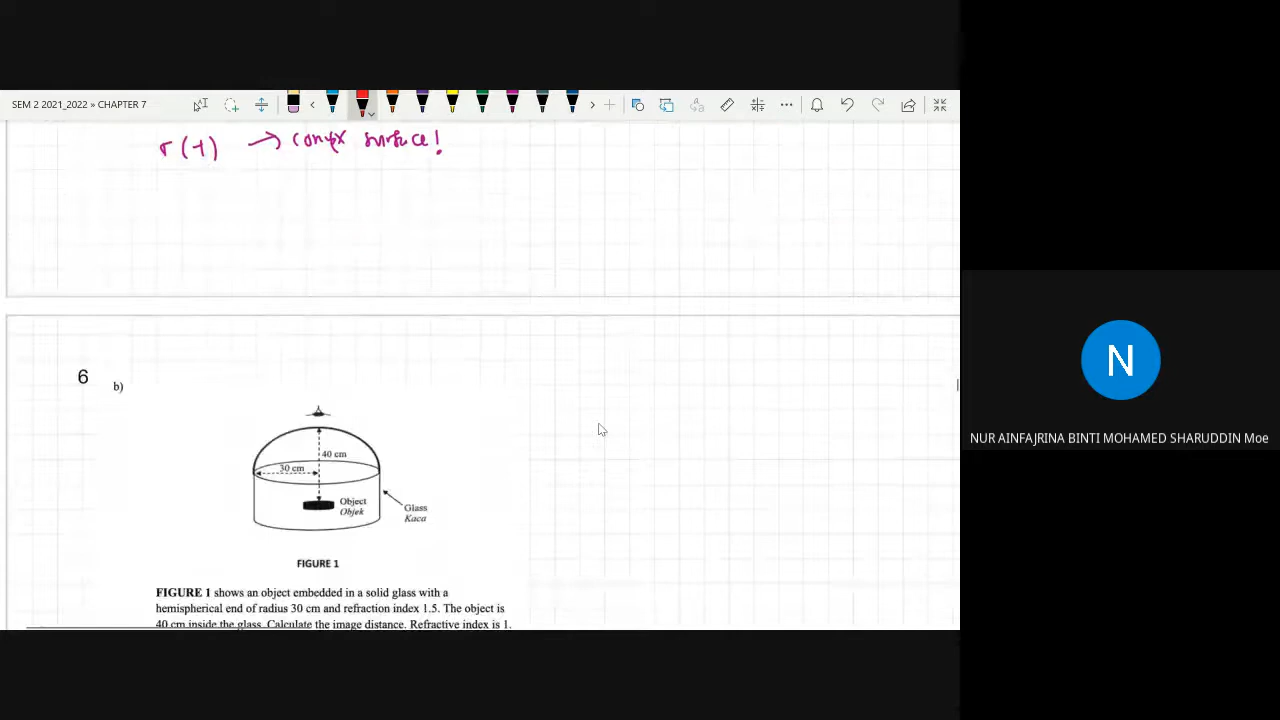 SEM 2 2021_2022 » CHAPTER 7
r (+) → convex surface!
6
b)
40 cm
30 cm
Object
Objek
Glass
Kaca
FIGURE 1
FIGURE 1 shows an object embedded in a solid glass with a
hemispherical end of radius 30 cm and refraction index 1.5. The object is
40 cm inside the glass. Calculate the image distance. Refractive index is 1.
N
NUR AINFAJRINA BINTI MOHAMED SHARUDDIN Moe